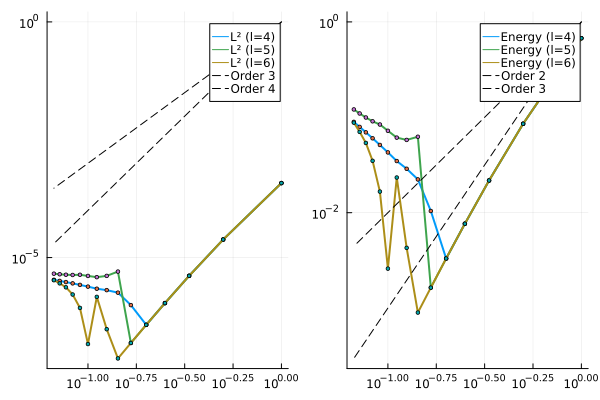 10⁰
10⁻⁵
L² (l=4)
L² (l=5)
L² (l=6)
Order 3
Order 4
10⁻¹·⁰⁰ 10⁻⁰·⁷⁵ 10⁻⁰·⁵⁰ 10⁻⁰·²⁵ 10⁰·⁰⁰
10⁰
10⁻²
Energy (l=4)
Energy (l=5)
Energy (l=6)
Order 2
Order 3
10⁻¹·⁰⁰ 10⁻⁰·⁷⁵ 10⁻⁰·⁵⁰ 10⁻⁰·²⁵ 10⁰·⁰⁰